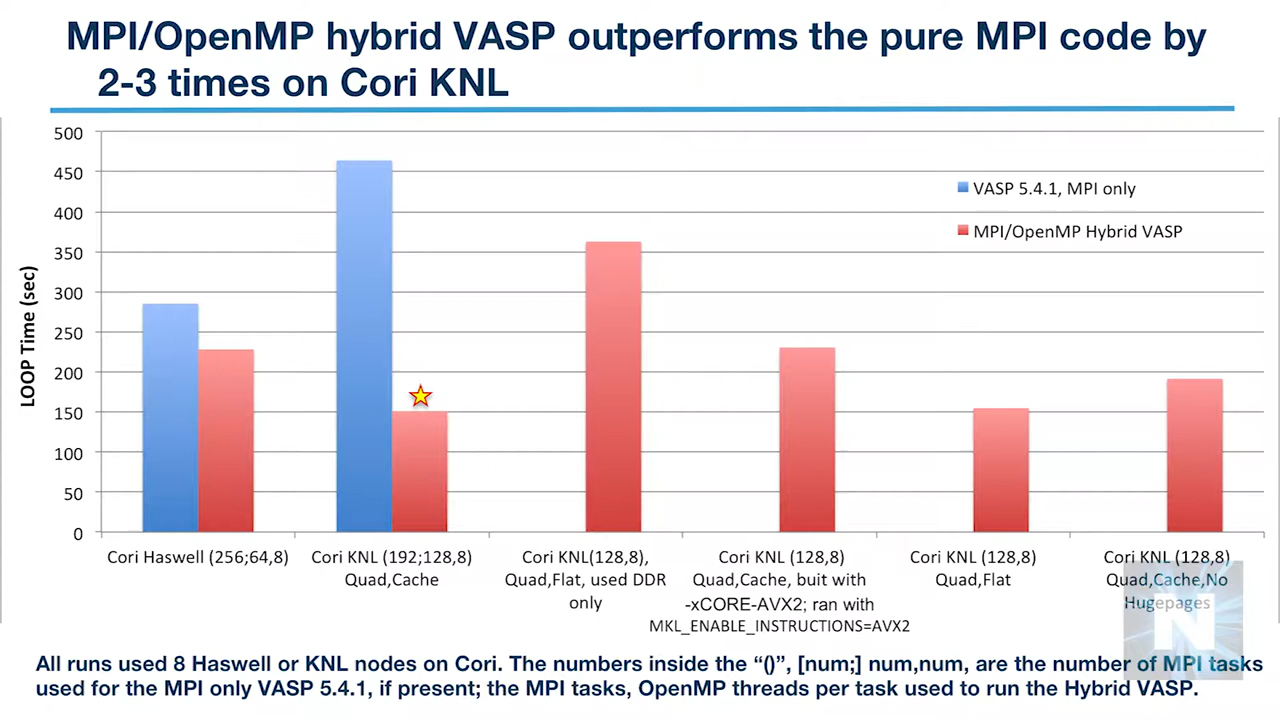 MPI/OpenMP hybrid VASP outperforms the pure MPI code by
2-3 times on Cori KNL
500
450
400
350
300
250
200
150
100
50
0
LOOP Time (sec)
VASP 5.4.1, MPI only
MPI/OpenMP Hybrid VASP
Cori Haswell (256;64,8)
Cori KNL (192;128,8)
Quad,Cache
Cori KNL(128,8),
Quad,Flat, used DDR
only
Cori KNL (128,8)
Quad,Cache, buit with
-xCORE-AVX2; ran with
MKL_ENABLE_INSTRUCTIONS=AVX2
Cori KNL (128,8)
Quad,Flat
Cori KNL (128,8)
Quad,Cache,No
Hugepages
N
All runs used 8 Haswell or KNL nodes on Cori. The numbers inside the “()”, [num;] num,num, are the number of MPI tasks
used for the MPI only VASP 5.4.1, if present; the MPI tasks, OpenMP threads per task used to run the Hybrid VASP.